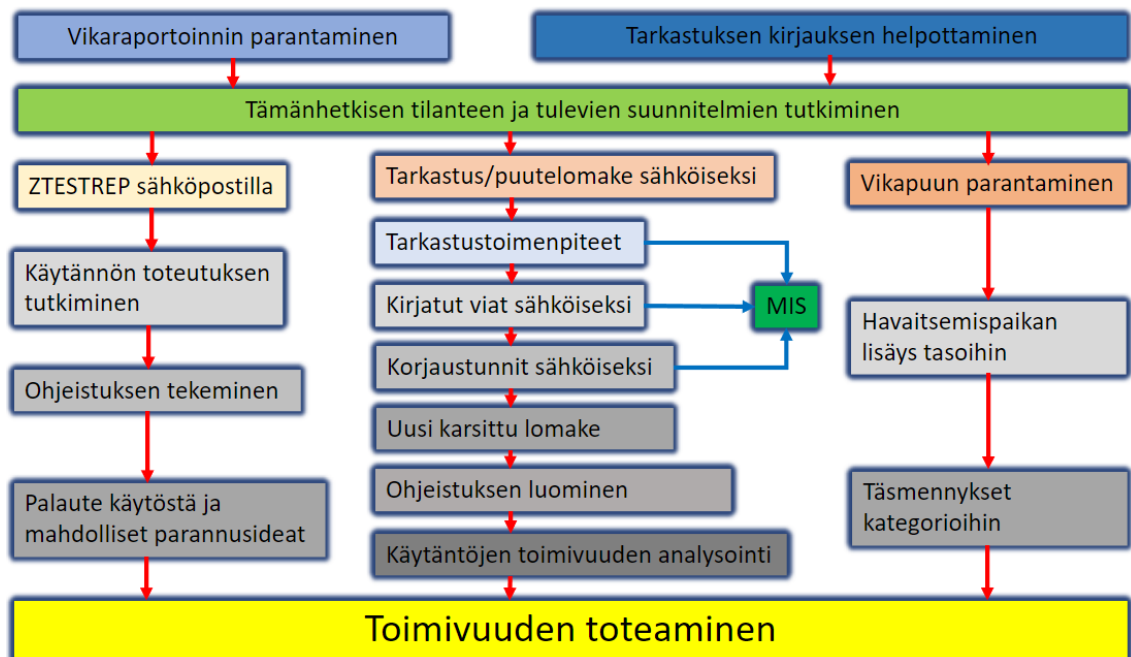 Vikaraportoinnin parantaminen
Tarkastuksen kirjauksen helpottaminen
Tämänhetkisen tilanteen ja tulevien suunnitelmien tutkiminen
ZTESTREP sähköpostilla
Käytännön toteutuksen
tutkiminen
Ohjeistuksen tekeminen
Palaute käytöstä ja
mahdolliset parannusideat
Tarkastus/puutelomake sähköiseksi
Tarkastustoimenpiteet
Kirjatut viat sähköiseksi
Korjaustunnit sähköiseksi
MIS
Uusi karsittu lomake
Ohjeistuksen luominen
Käytäntöjen toimivuuden analysointi
Vikapuun parantaminen
Havaitsemispaikan
lisäys tasoihin
Täsmennykset
kategorioihin
Toimivuuden toteaminen